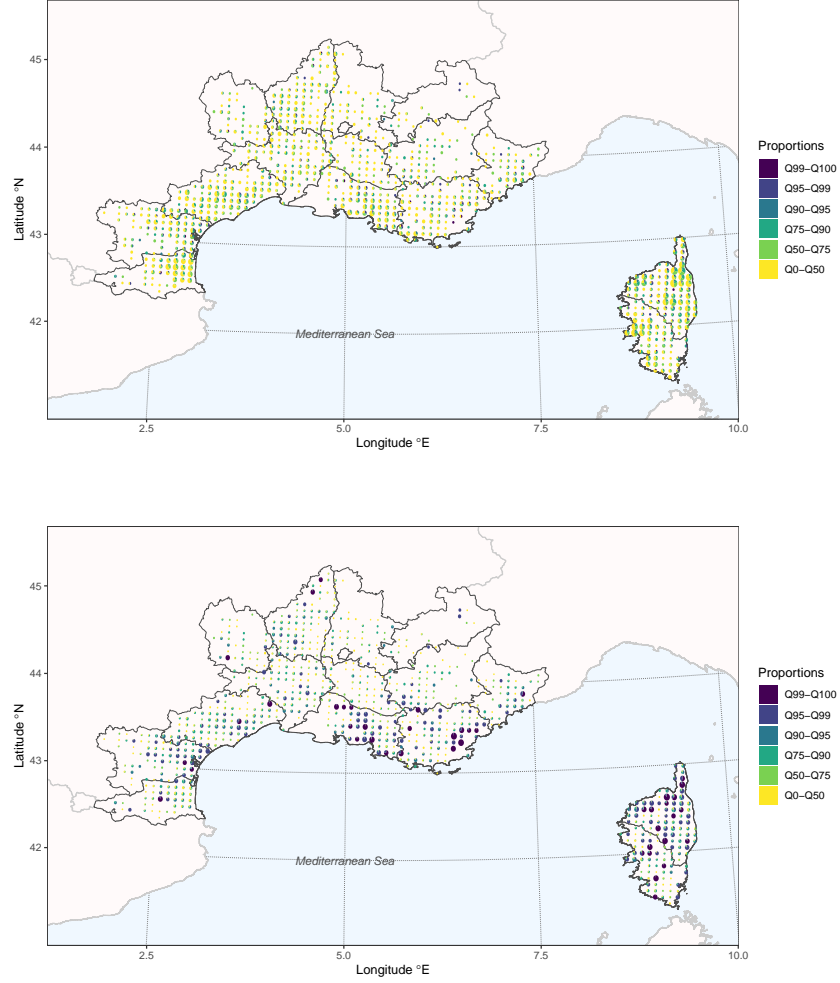 45
44
43
42
Latitude °N
Mediterranean Sea
2.5
5.0
7.5
10.0
Longitude °E
Proportions
Q99–Q100
Q95–Q99
Q90–Q95
Q75–Q90
Q50–Q75
Q0–Q50
45
44
43
42
Latitude °N
Mediterranean Sea
2.5
5.0
7.5
10.0
Longitude °E
Proportions
Q99–Q100
Q95–Q99
Q90–Q95
Q75–Q90
Q50–Q75
Q0–Q50